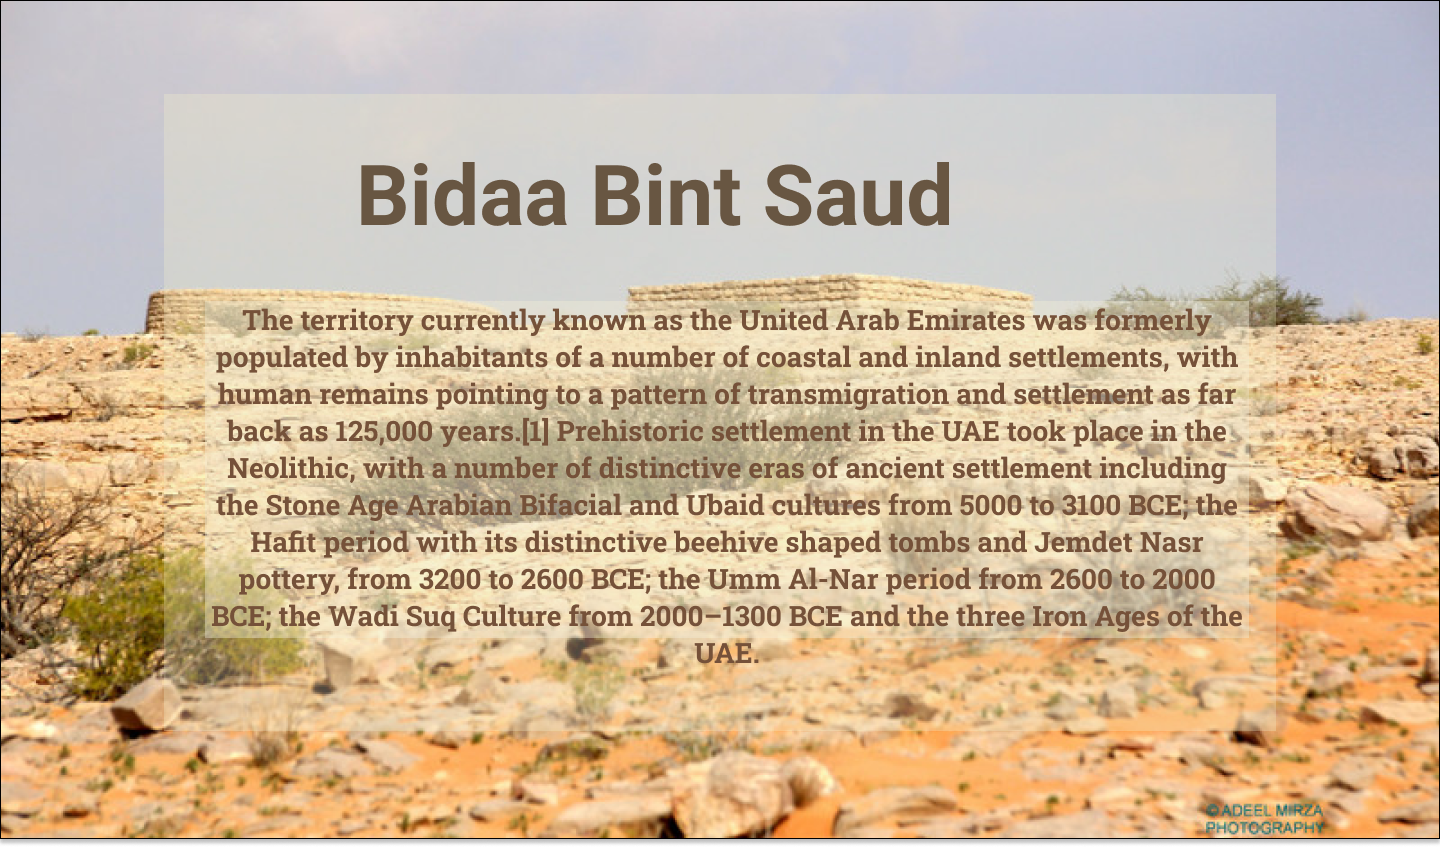 Bidaa Bint Saud
The territory currently known as the United Arab Emirates was formerly
populated by inhabitants of a number of coastal and inland settlements, with
human remains pointing to a pattern of transmigration and settlement as far
back as 125,000 years.[1] Prehistoric settlement in the UAE took place in the
Neolithic, with a number of distinctive eras of ancient settlement including
the Stone Age Arabian Bifacial and Ubaid cultures from 5000 to 3100 BCE; the
Hafit period with its distinctive beehive shaped tombs and Jemdet Nasr
pottery, from 3200 to 2600 BCE; the Umm Al-Nar period from 2600 to 2000
BCE; the Wadi Suq Culture from 2000–1300 BCE and the three Iron Ages of the
UAE.
©ADEEL MIRZA
PHOTOGRAPHY